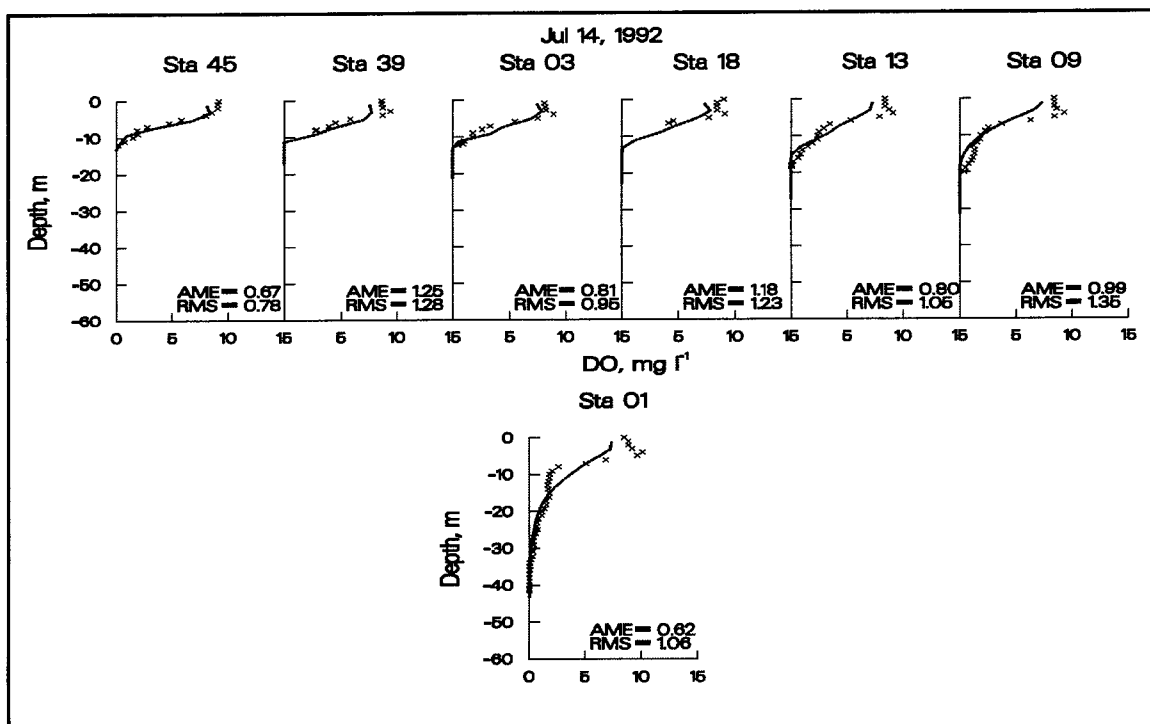 Jul 14, 1992
Sta 45 Sta 39 Sta 03 Sta 18 Sta 13 Sta 09
0
-10
-20
-30
-40
-50
-60
Depth, m
AME= 0.67 AME= 1.25 AME= 0.81 AME= 1.18 AME= 0.80 AME= 0.99
RMS= 0.78 RMS= 1.28 RMS= 0.95 RMS= 1.23 RMS= 1.06 RMS= 1.35
0 5 10 15 5 10 15 5 10 15 5 10 15 5 10 15 5 10 15
DO, mg l⁻¹
Sta 01
0
-10
-20
-30
-40
-50
-60
Depth, m
AME= 0.62
RMS= 1.06
0 5 10 15